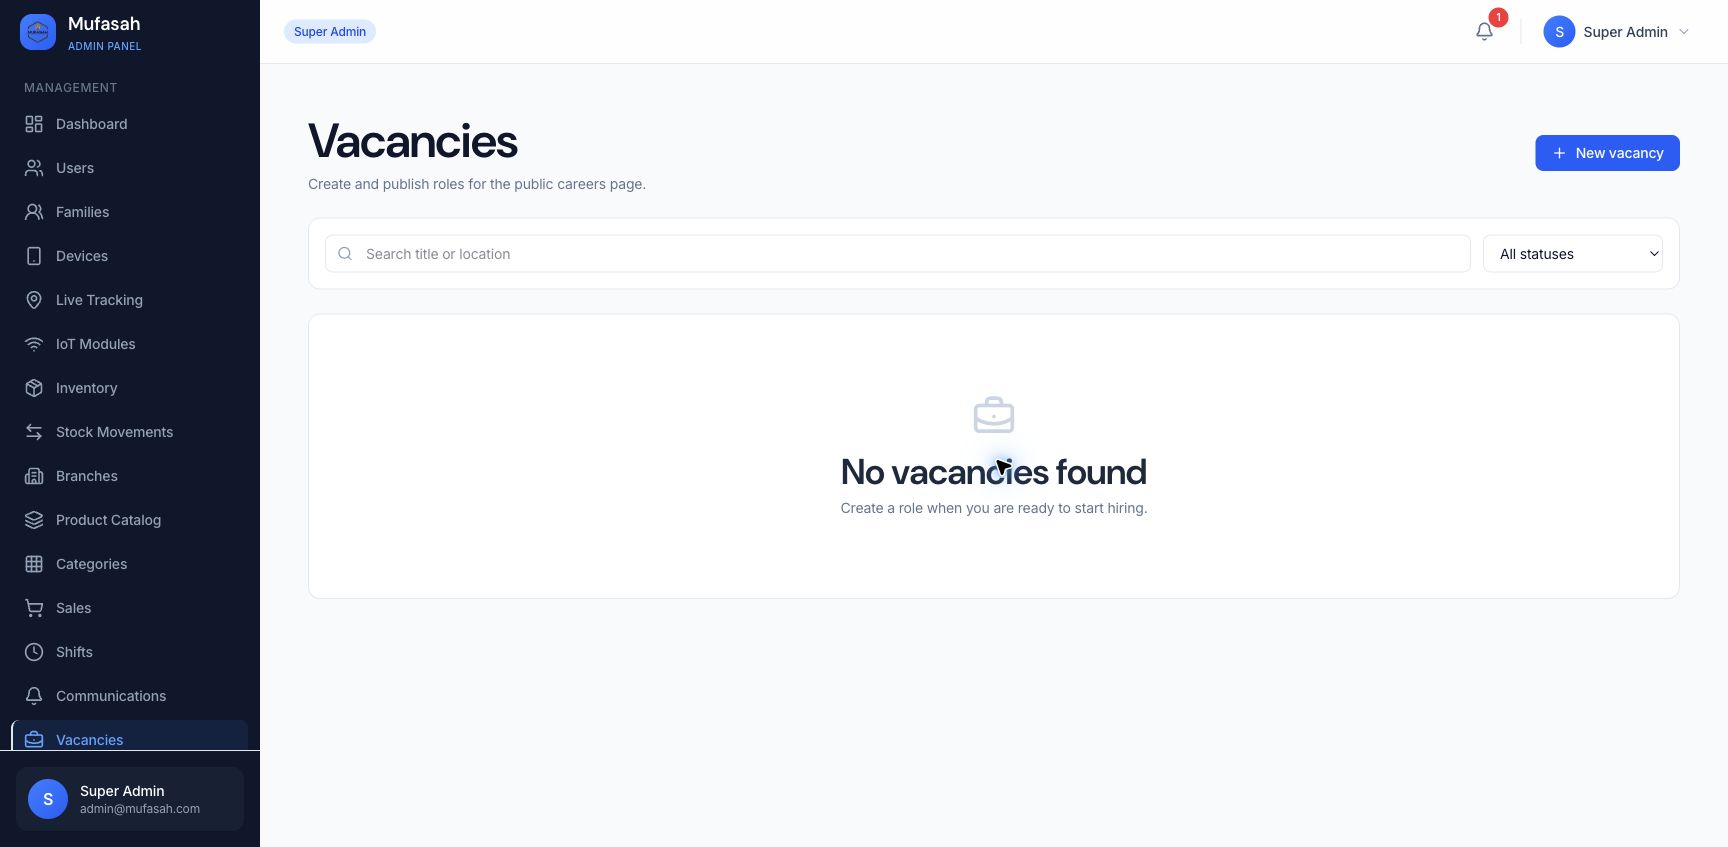 Mufasah
ADMIN PANEL
MANAGEMENT
Dashboard
Users
Families
Devices
Live Tracking
IoT Modules
Inventory
Stock Movements
Branches
Product Catalog
Categories
Sales
Shifts
Communications
Vacancies
S
Super Admin
admin@mufasah.com
Super Admin
1
S
Super Admin
Vacancies
Create and publish roles for the public careers page.
New vacancy
Search title or location
All statuses
No vacancies found
Create a role when you are ready to start hiring.